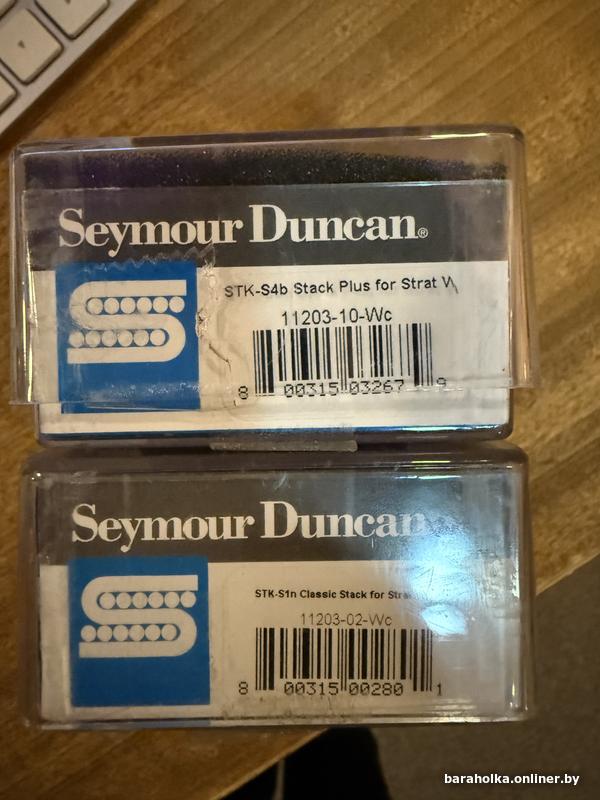 Seymour Duncan®
STK-S4b Stack Plus for Strat W
11203-10-Wc
8 00315 03267 9
Seymour Duncan
STK-S1n Classic Stack for Strat
11203-02-Wc
8 00315 00280 1
baraholka.onliner.by